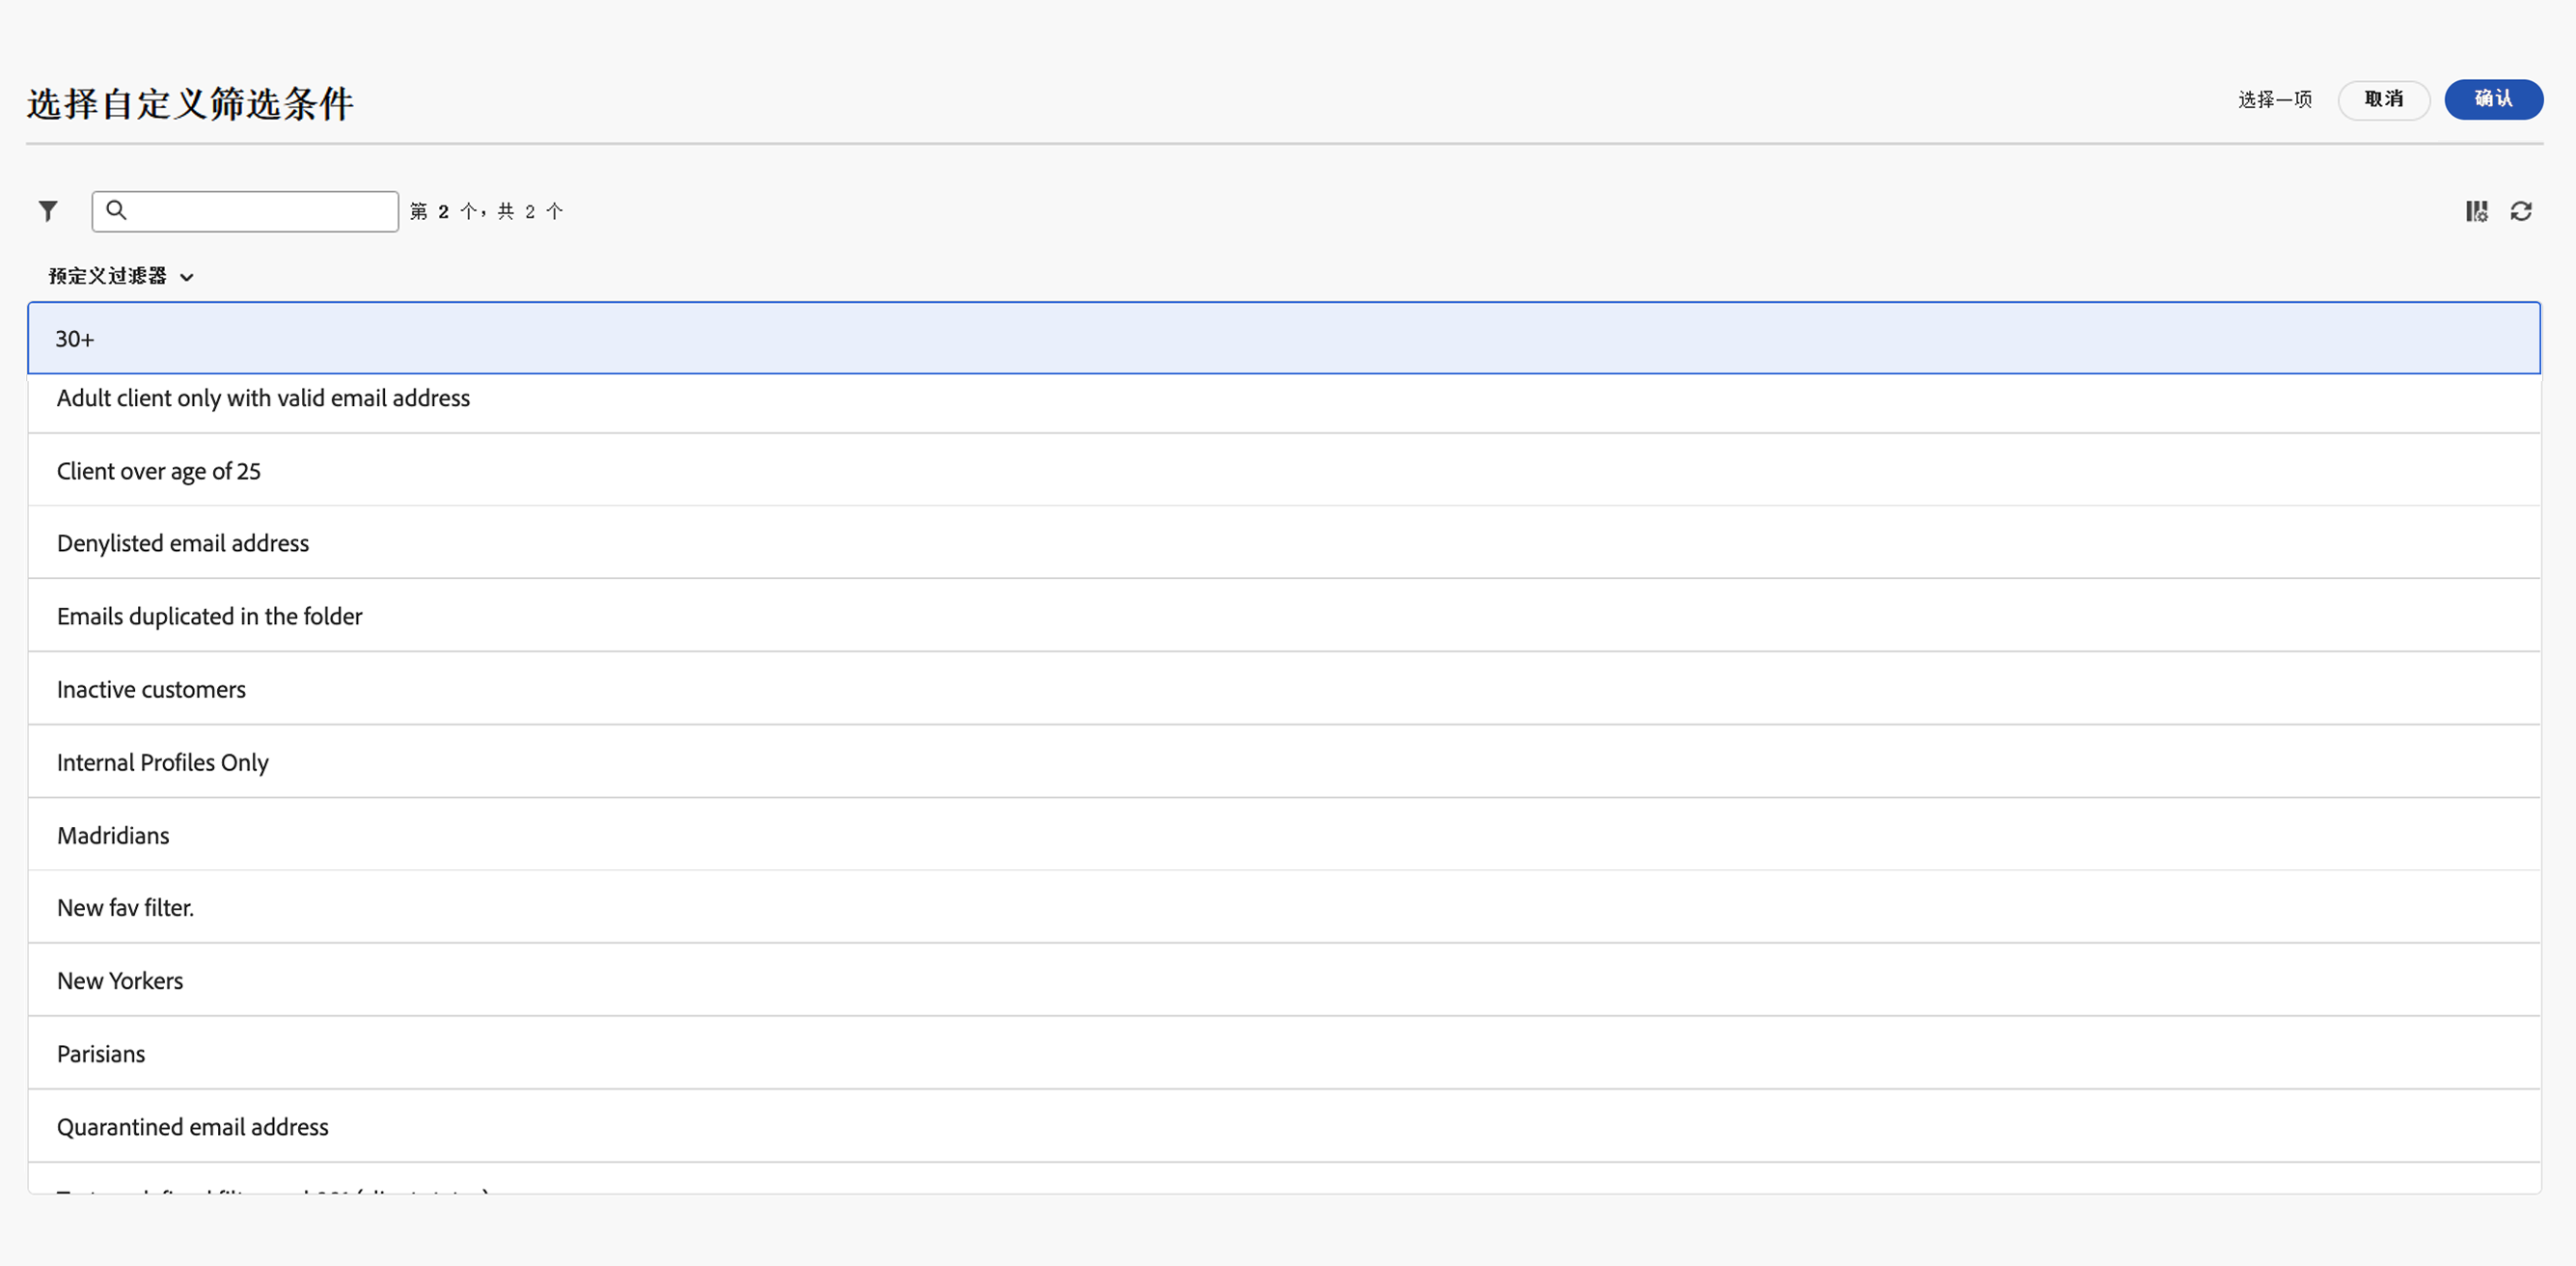 选择自定义筛选条件
选择一项 取消 确认
第 2 个，共 2 个
预定义过滤器
30+
Adult client only with valid email address
Client over age of 25
Denylisted email address
Emails duplicated in the folder
Inactive customers
Internal Profiles Only
Madridians
New fav filter.
New Yorkers
Parisians
Quarantined email address